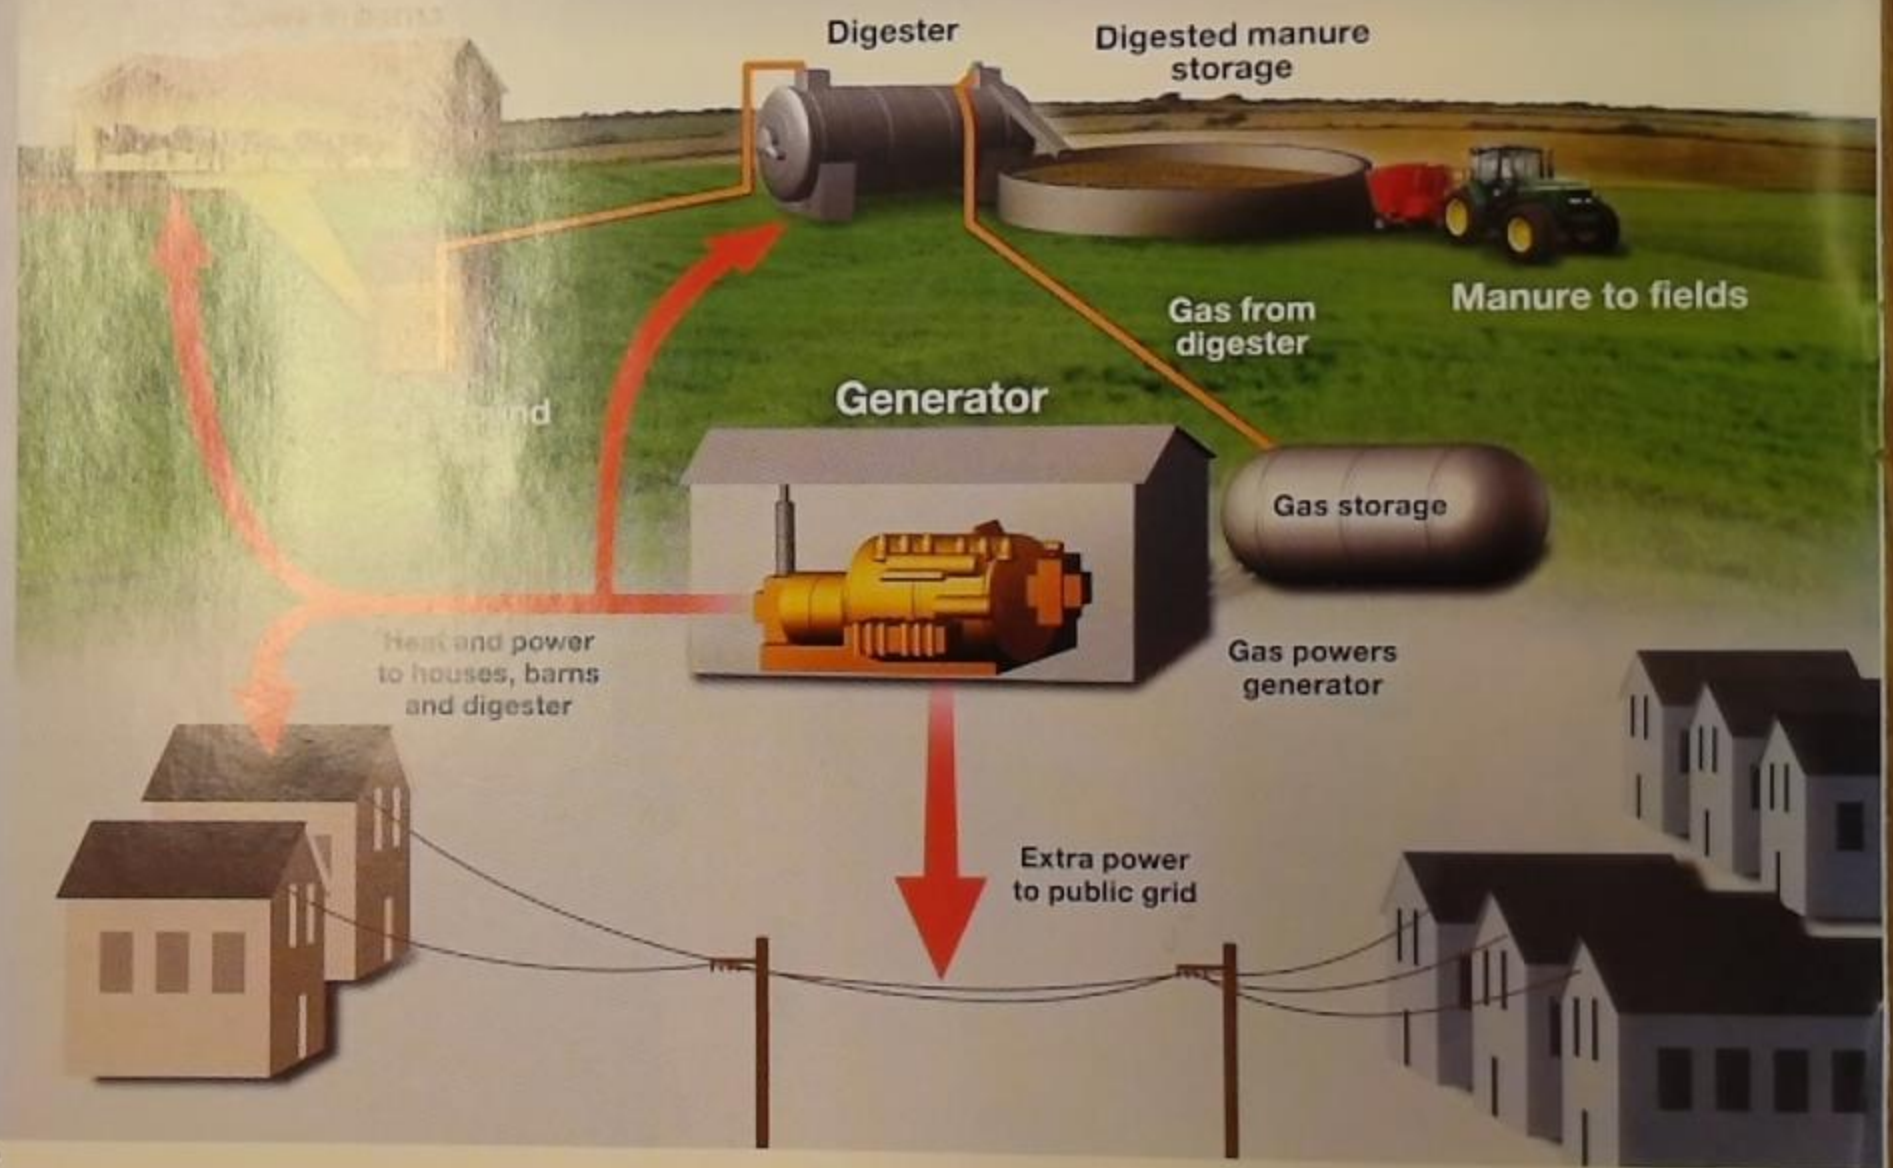 Digester
Digested manure
storage
Gas from
digester
Manure to fields
Generator
Gas storage
Heat and power
to houses, barns
and digester
Gas powers
generator
Extra power
to public grid